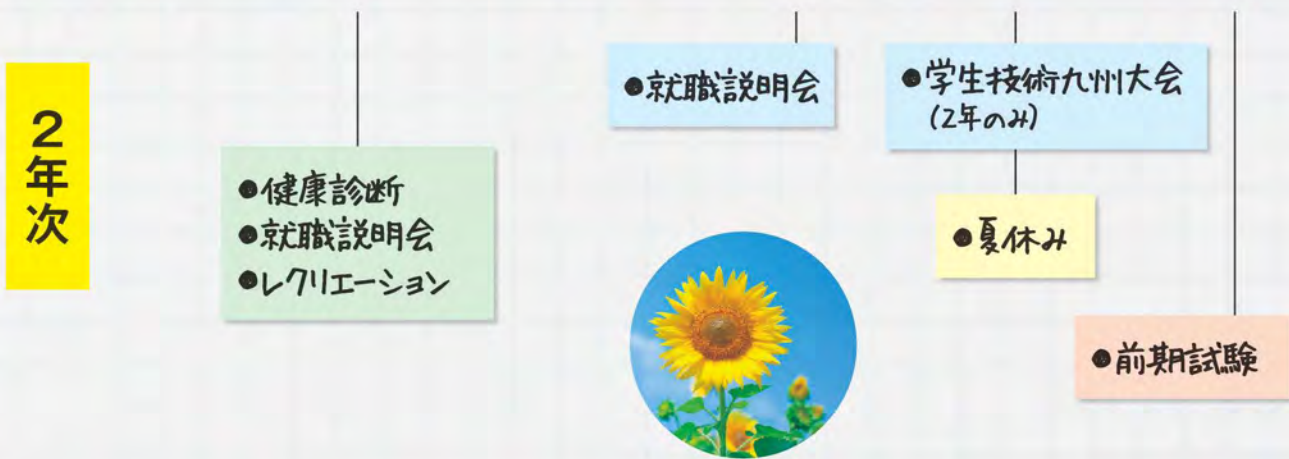 2年次
●健康診断
●就職説明会
●レクリエーション
●就職説明会
●学生技術九州大会
(2年のみ)
●夏休み
●前期試験